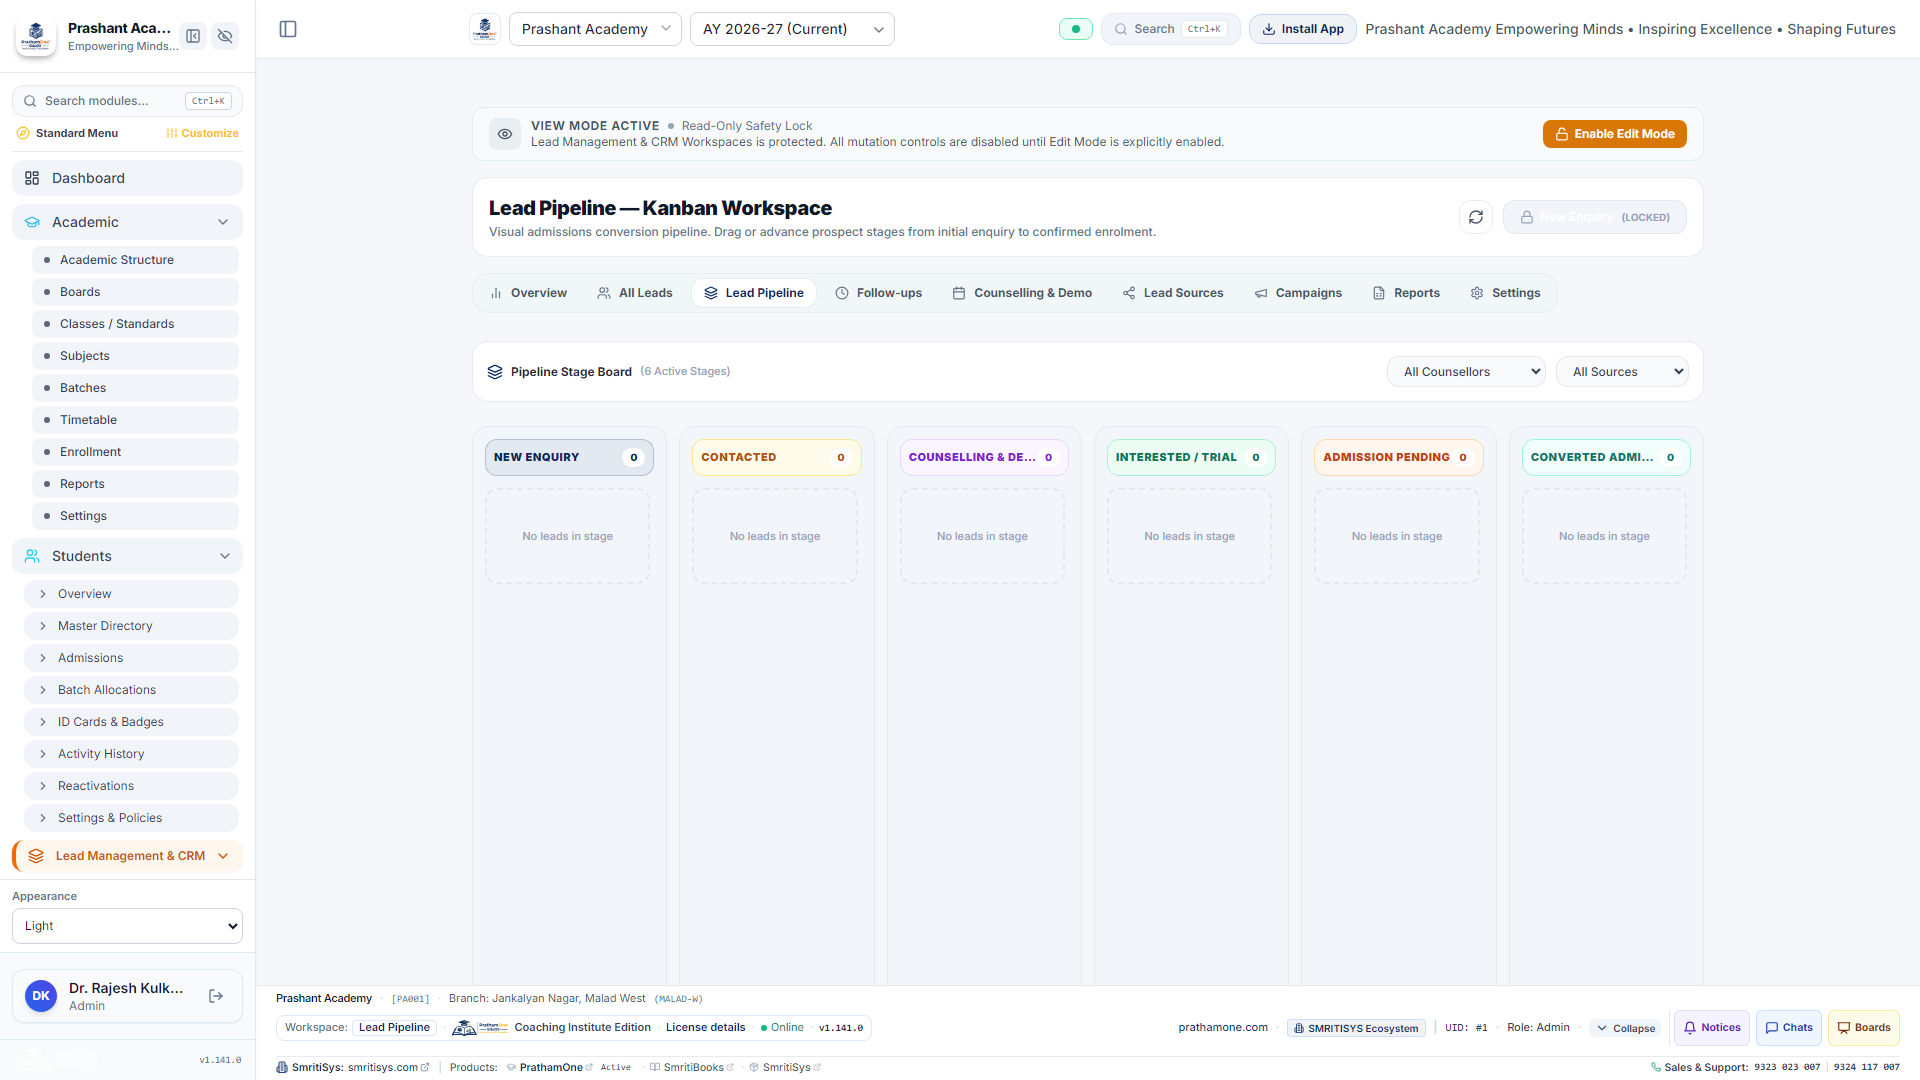 Prashant Aca...
Empowering Minds...
Search modules...
Ctrl+K
Standard Menu
Customize
Dashboard
Academic
Academic Structure
Boards
Classes / Standards
Subjects
Batches
Timetable
Enrollment
Reports
Settings
Students
Overview
Master Directory
Admissions
Batch Allocations
ID Cards & Badges
Activity History
Reactivations
Settings & Policies
Lead Management & CRM
Appearance
Light
DK
Dr. Rajesh Kulk...
Admin
v1.141.0
Prashant Academy
AY 2026-27 (Current)
Search
Ctrl+K
Install App
Prashant Academy Empowering Minds • Inspiring Excellence • Shaping Futures
VIEW MODE ACTIVE ● Read-Only Safety Lock
Lead Management & CRM Workspaces is protected. All mutation controls are disabled until Edit Mode is explicitly enabled.
Enable Edit Mode
Lead Pipeline — Kanban Workspace
Visual admissions conversion pipeline. Drag or advance prospect stages from initial enquiry to confirmed enrolment.
New Enquiry (LOCKED)
Overview
All Leads
Lead Pipeline
Follow-ups
Counselling & Demo
Lead Sources
Campaigns
Reports
Settings
Pipeline Stage Board (6 Active Stages)
All Counsellors
All Sources
NEW ENQUIRY 0
No leads in stage
CONTACTED 0
No leads in stage
COUNSELLING & DE... 0
No leads in stage
INTERESTED / TRIAL 0
No leads in stage
ADMISSION PENDING 0
No leads in stage
CONVERTED ADMI... 0
No leads in stage
Prashant Academy · [PA001] · Branch: Jankalyan Nagar, Malad West (MALAD-W)
Workspace: Lead Pipeline · Coaching Institute Edition · License details · Online · v1.141.0
prathamone.com · SMRITISYS Ecosystem | UID: #1 · Role: Admin · Collapse
Notices
Chats
Boards
SmritiSys: smritisys.com | Products: PrathamOne Active · SmritiBooks · SmritiSys
Sales & Support: 9323 023 007 | 9324 117 007